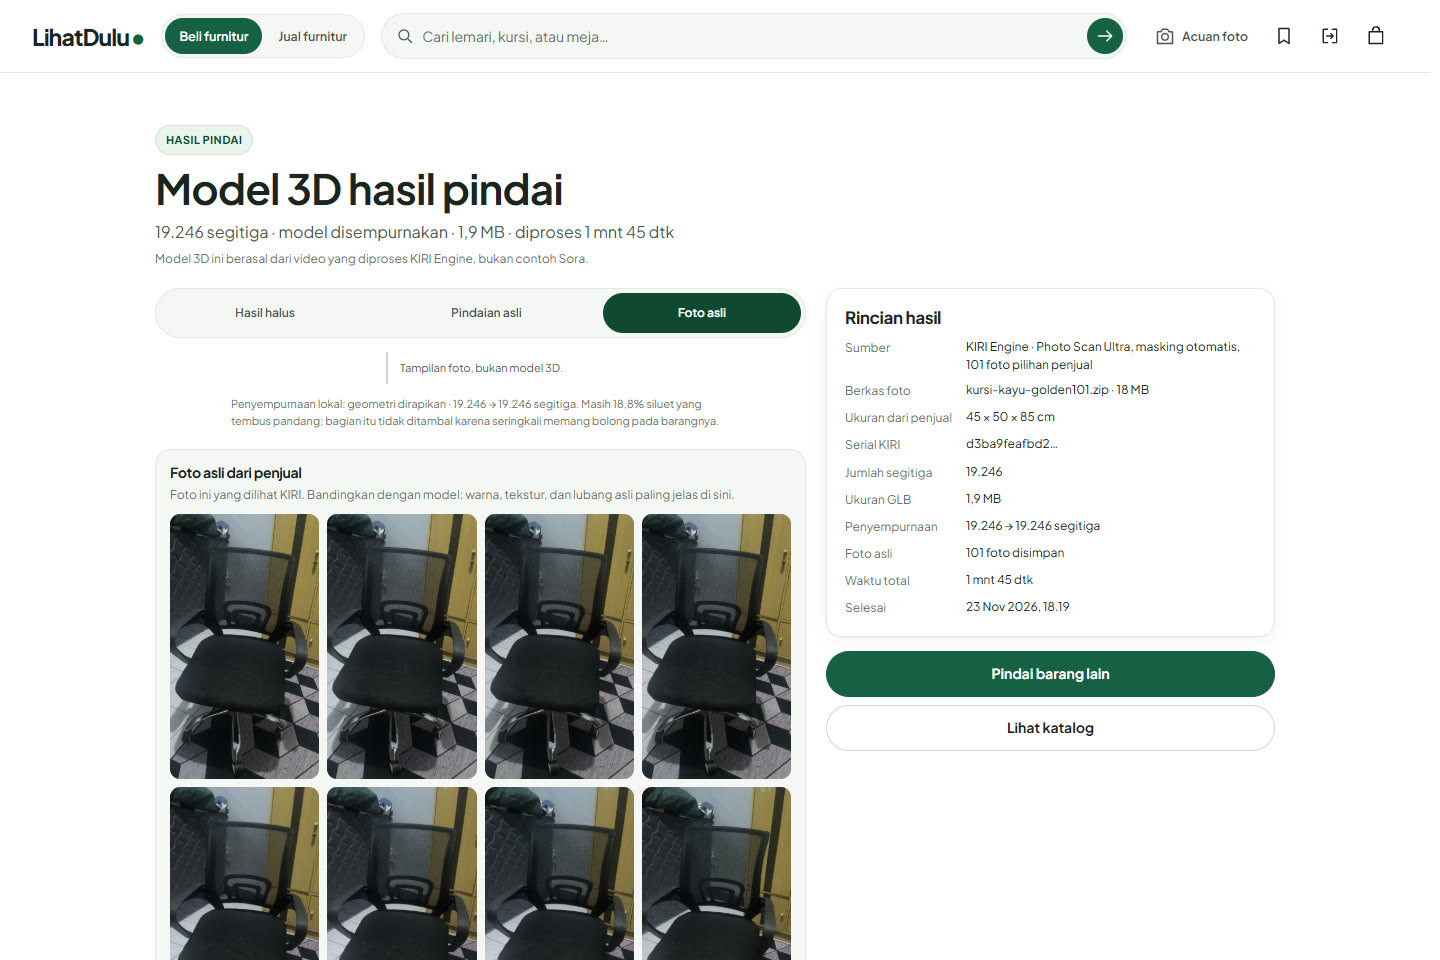 LihatDulu
Beli furnitur
Jual furnitur
Cari lemari, kursi, atau meja...
Acuan foto
HASIL PINDAI
Model 3D hasil pindai
19.246 segitiga · model disempurnakan · 1,9 MB · diproses 1 mnt 45 dtk
Model 3D ini berasal dari video yang diproses KIRI Engine, bukan contoh Sora.
Hasil halus
Pindaian asli
Foto asli
Tampilan foto, bukan model 3D.
Penyempurnaan lokal: geometri dirapikan · 19.246 → 19.246 segitiga. Masih 18,8% siluet yang
tembus pandang; bagian itu tidak ditambal karena seringkali memang bolong pada barangnya.
Foto asli dari penjual
Foto ini yang dilihat KIRI. Bandingkan dengan model: warna, tekstur, dan lubang asli paling jelas di sini.
Rincian hasil
Sumber KIRI Engine · Photo Scan Ultra, masking otomatis,
101 foto pilihan penjual
Berkas foto kursi-kayu-golden101.zip · 18 MB
Ukuran dari penjual 45 × 50 × 85 cm
Serial KIRI d3ba9feafbd2…
Jumlah segitiga 19.246
Ukuran GLB 1,9 MB
Penyempurnaan 19.246 → 19.246 segitiga
Foto asli 101 foto disimpan
Waktu total 1 mnt 45 dtk
Selesai 23 Nov 2026, 18.19
Pindai barang lain
Lihat katalog